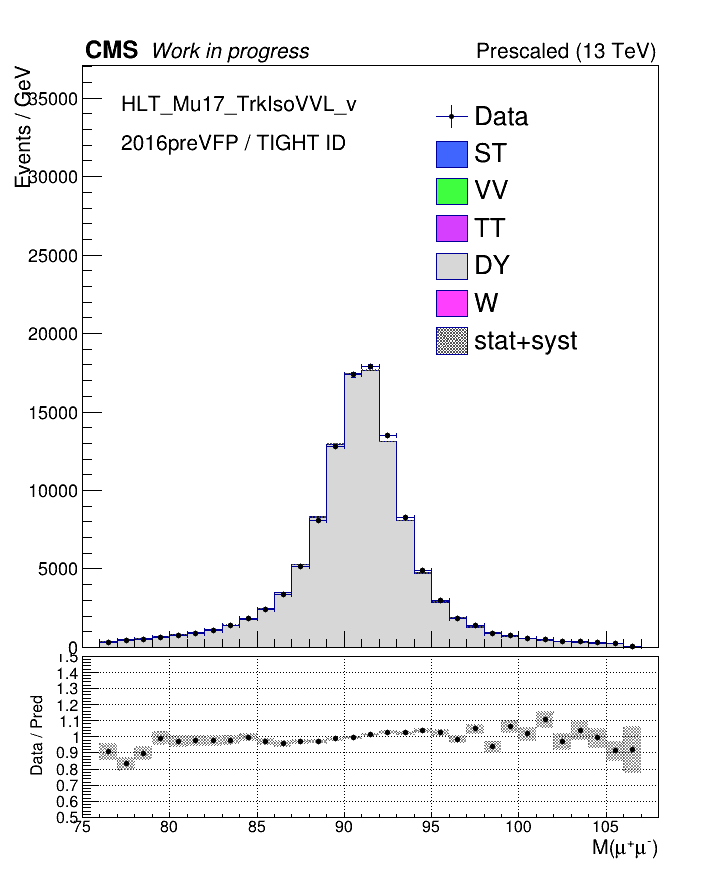 CMS Work in progress Prescaled (13 TeV)
Events / GeV
35000
30000
25000
20000
15000
10000
5000
0
HLT_Mu17_TrkIsoVVL_v
2016preVFP / TIGHT ID
Data
ST
VV
TT
DY
W
stat+syst
Data / Pred
1.5
1.4
1.3
1.2
1.1
1
0.9
0.8
0.7
0.6
0.5
75 80 85 90 95 100 105
M(μ⁺μ⁻)